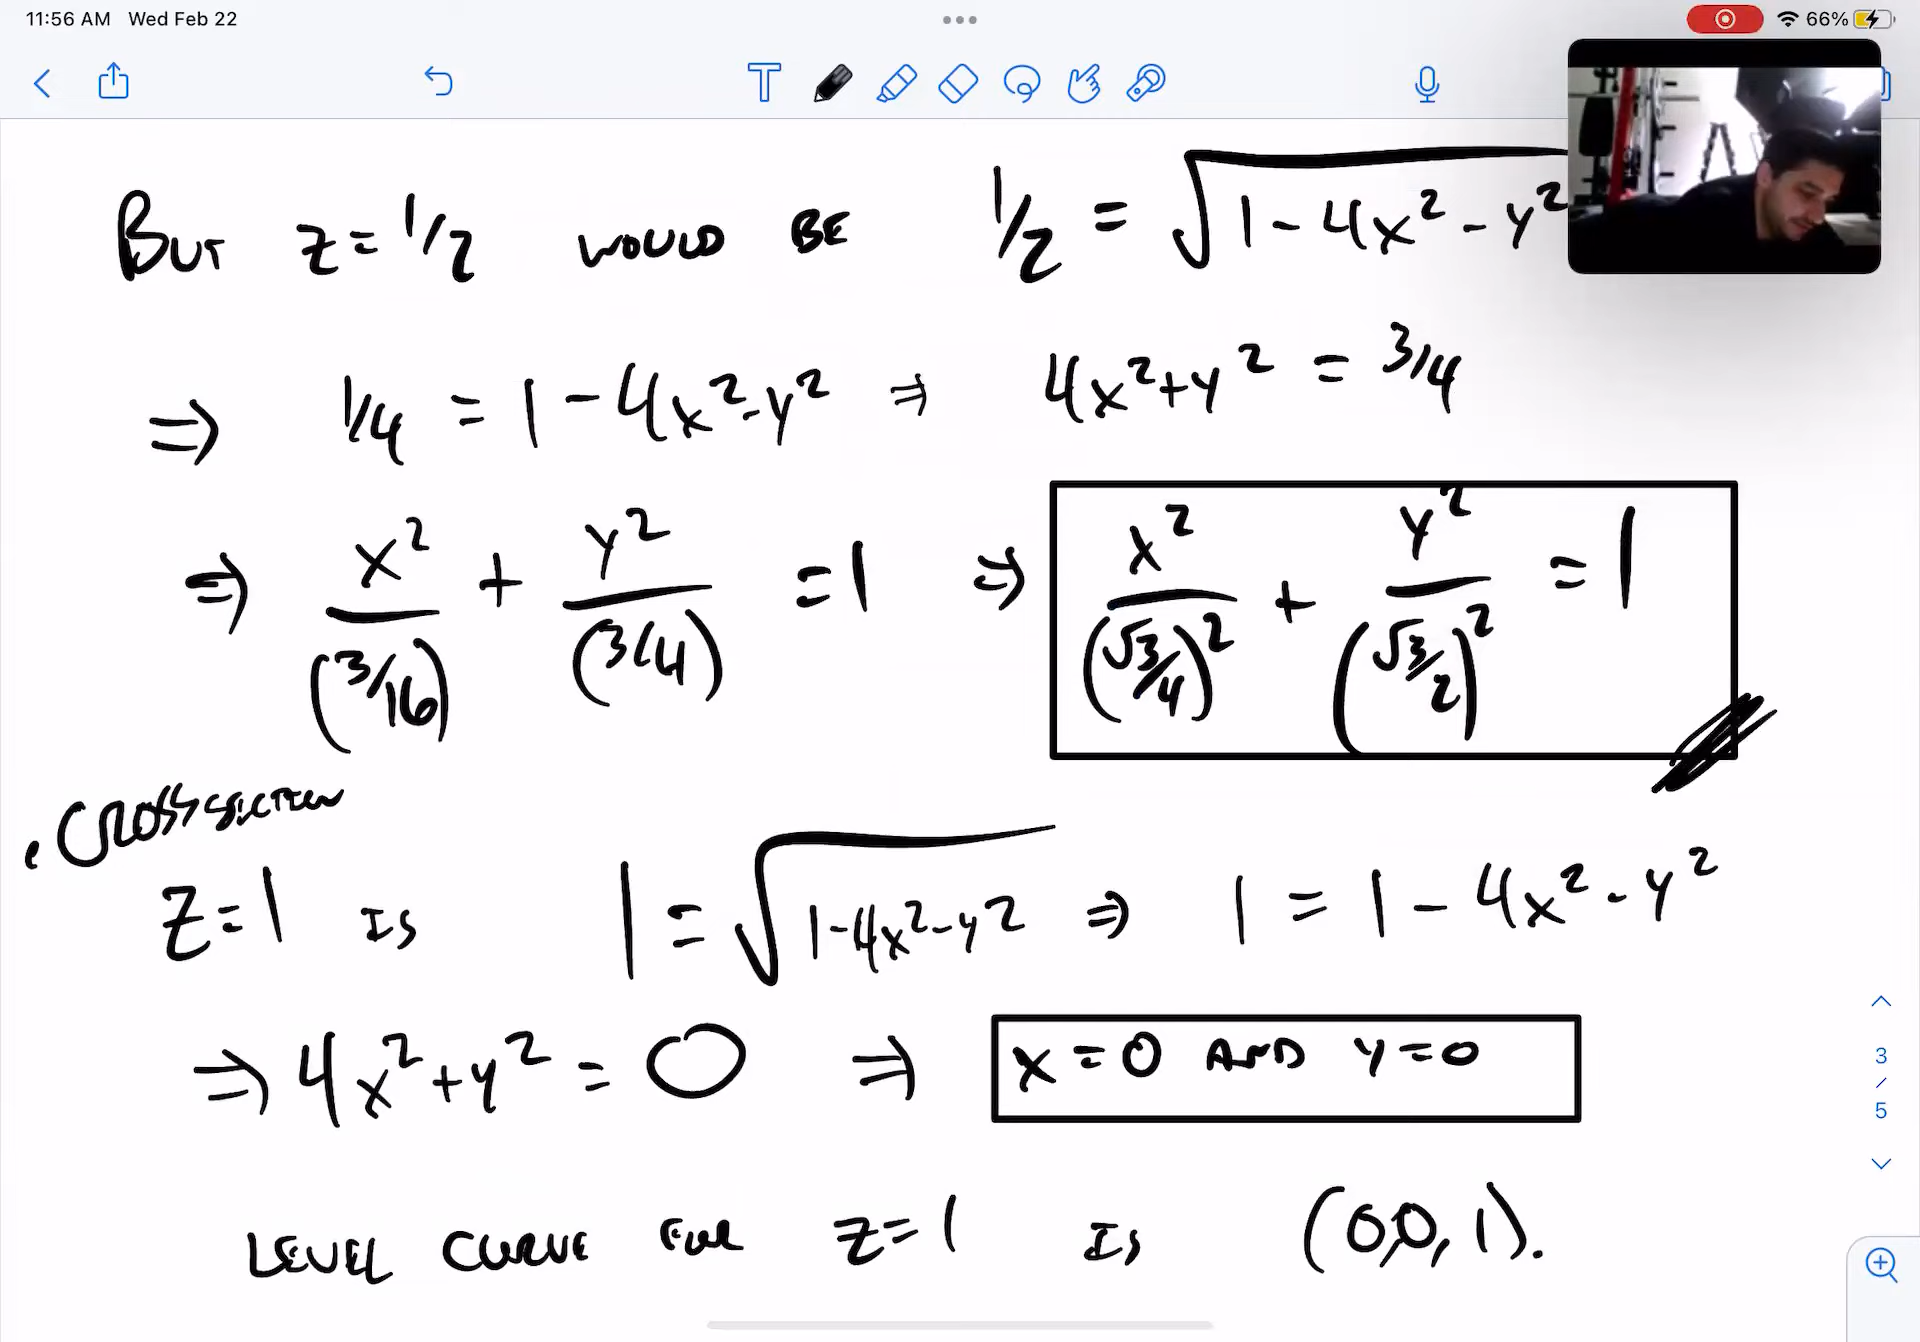 11:56 AM Wed Feb 22
66%
T
BUT z = 1/2 WOULD BE 1/2 = √1 - 4x² - y²
⇒ 1/4 = 1 - 4x² - y² ⇒ 4x² + y² = 3/4
⇒ x²/(3/16) + y²/(3/4) = 1 ⇒ x²/(√3/4)² + y²/(√3/2)² = 1
• CROSS SECTION
z = 1 IS 1 = √1-4x²-y² ⇒ 1 = 1 - 4x² - y²
⇒ 4x² + y² = 0 ⇒ x = 0 AND y = 0
LEVEL CURVE FOR z = 1 IS (0,0,1).
3
/
5